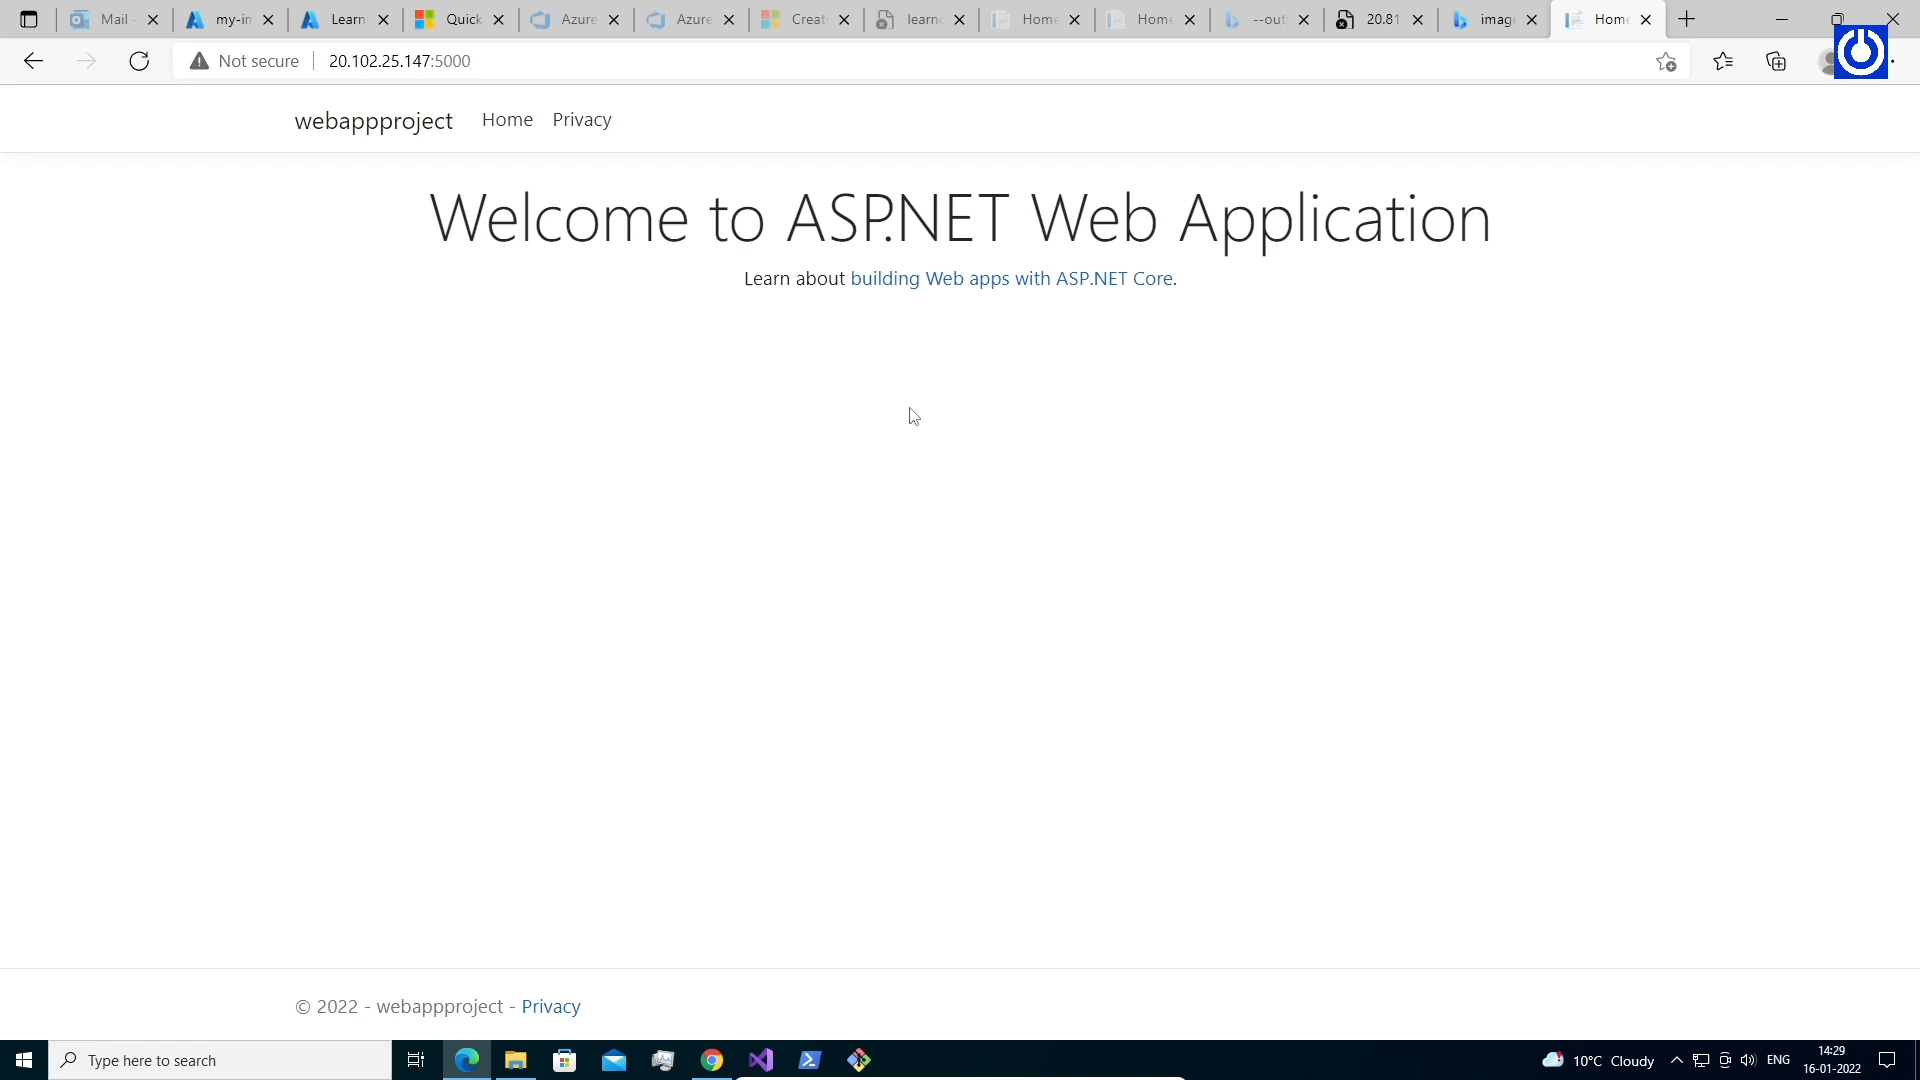 Mail - my-in Learn Quick Azure Azure Creat learnc Home Home --out 20.81 imag Home
Not secure 20.102.25.147:5000
webappproject Home Privacy
Welcome to ASP.NET Web Application
Learn about building Web apps with ASP.NET Core.
© 2022 - webappproject - Privacy
Type here to search
10°C Cloudy
ENG
14:29
16-01-2022